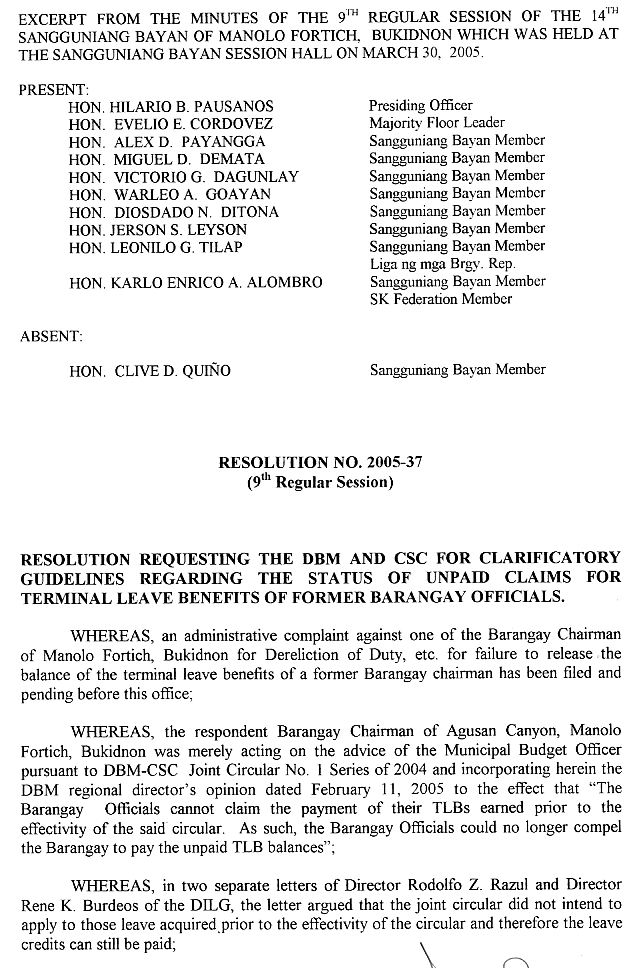 EXCERPT FROM THE MINUTES OF THE 9TH REGULAR SESSION OF THE 14TH
SANGGUNIANG BAYAN OF MANOLO FORTICH, BUKIDNON WHICH WAS HELD AT
THE SANGGUNIANG BAYAN SESSION HALL ON MARCH 30, 2005.
PRESENT:
HON. HILARIO B. PAUSANOS Presiding Officer
HON. EVELIO E. CORDOVEZ Majority Floor Leader
HON. ALEX D. PAYANGGA Sangguniang Bayan Member
HON. MIGUEL D. DEMATA Sangguniang Bayan Member
HON. VICTORIO G. DAGUNLAY Sangguniang Bayan Member
HON. WARLEO A. GOAYAN Sangguniang Bayan Member
HON. DIOSDADO N. DITONA Sangguniang Bayan Member
HON. JERSON S. LEYSON Sangguniang Bayan Member
HON. LEONILO G. TILAP Sangguniang Bayan Member
Liga ng mga Brgy. Rep.
HON. KARLO ENRICO A. ALOMBRO Sangguniang Bayan Member
SK Federation Member
ABSENT:
HON. CLIVE D. QUIÑO Sangguniang Bayan Member
RESOLUTION NO. 2005-37
(9th Regular Session)
RESOLUTION REQUESTING THE DBM AND CSC FOR CLARIFICATORY
GUIDELINES REGARDING THE STATUS OF UNPAID CLAIMS FOR
TERMINAL LEAVE BENEFITS OF FORMER BARANGAY OFFICIALS.
WHEREAS, an administrative complaint against one of the Barangay Chairman
of Manolo Fortich, Bukidnon for Dereliction of Duty, etc. for failure to release the
balance of the terminal leave benefits of a former Barangay chairman has been filed and
pending before this office;
WHEREAS, the respondent Barangay Chairman of Agusan Canyon, Manolo
Fortich, Bukidnon was merely acting on the advice of the Municipal Budget Officer
pursuant to DBM-CSC Joint Circular No. 1 Series of 2004 and incorporating herein the
DBM regional director's opinion dated February 11, 2005 to the effect that "The
Barangay Officials cannot claim the payment of their TLBs earned prior to the
effectivity of the said circular. As such, the Barangay Officials could no longer compel
the Barangay to pay the unpaid TLB balances";
WHEREAS, in two separate letters of Director Rodolfo Z. Razul and Director
Rene K. Burdeos of the DILG, the letter argued that the joint circular did not intend to
apply to those leave acquired prior to the effectivity of the circular and therefore the leave
credits can still be paid;